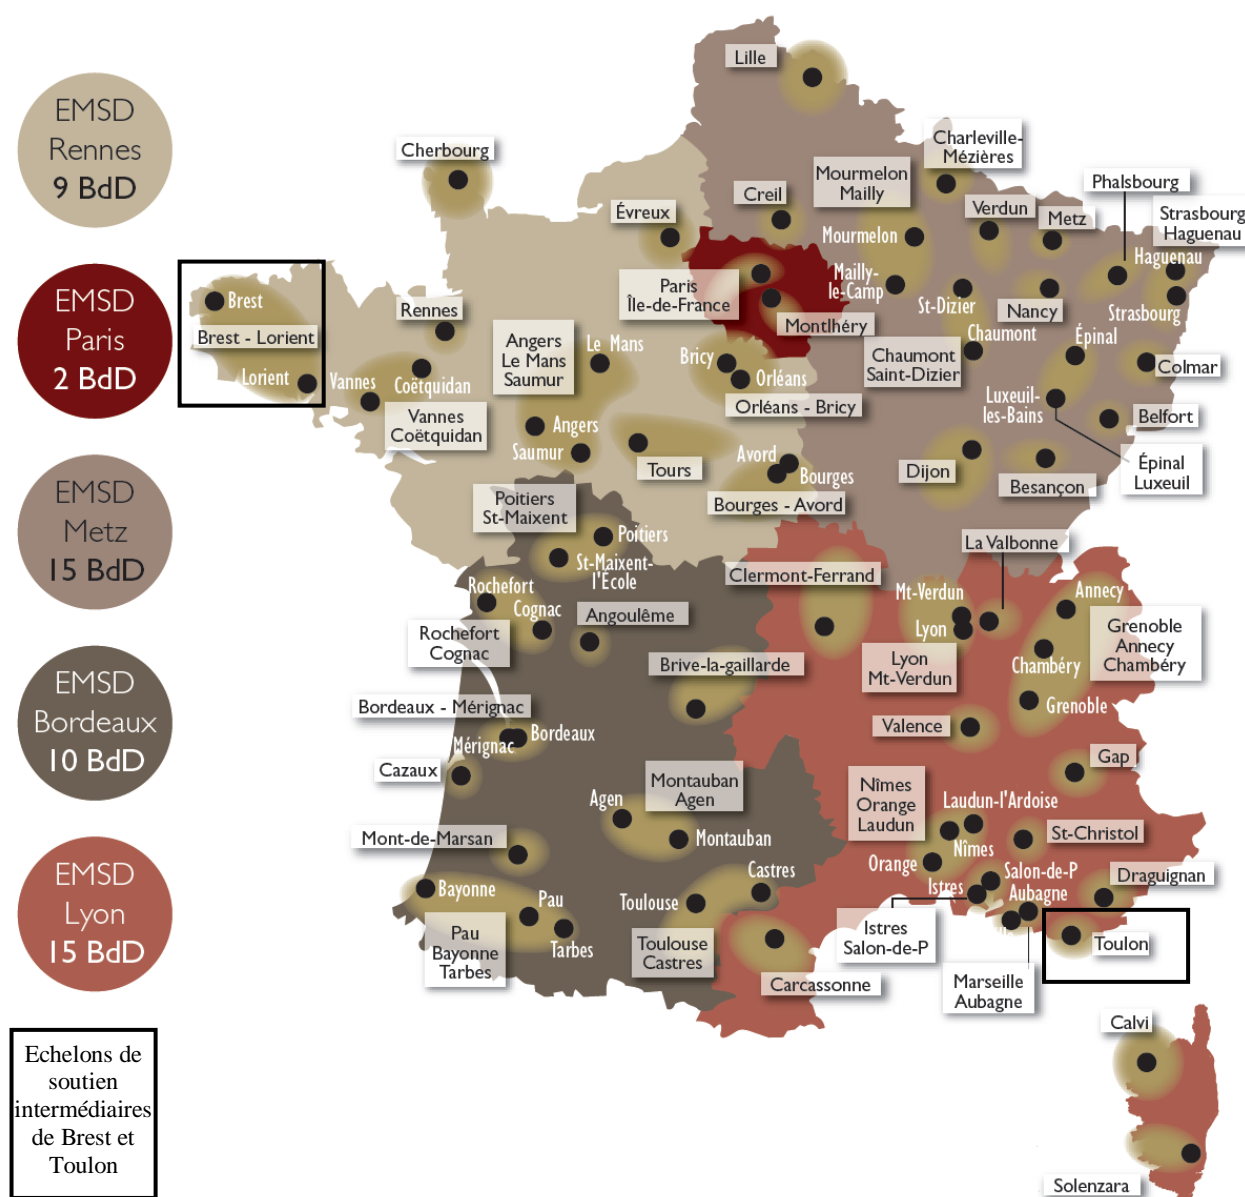 EMSD
Rennes
9 BdD
EMSD
Paris
2 BdD
EMSD
Metz
15 BdD
EMSD
Bordeaux
10 BdD
EMSD
Lyon
15 BdD
Echelons de
soutien
intermédiaires
de Brest et
Toulon
Lille
Cherbourg
Charleville-
Mézières
Mourmelon
Mailly
Phalsbourg
Creil
Évreux
Verdun
Metz
Strasbourg
Haguenau
Mourmelon
Haguenau
Paris
Île-de-France
Mailly-
le-Camp
St-Dizier
Nancy
Strasbourg
Brest
Brest - Lorient
Lorient
Rennes
Montlhéry
Angers
Le Mans
Saumur
Le Mans
Chaumont
Épinal
Bricy
Orléans
Chaumont
Saint-Dizier
Colmar
Vannes
Coëtquidan
Orléans - Bricy
Luxeuil-
les-Bains
Belfort
Vannes
Coëtquidan
Angers
Saumur
Tours
Avord
Bourges
Dijon
Besançon
Épinal
Luxeuil
Poitiers
St-Maixent
Bourges - Avord
Poitiers
St-Maixent-
l'École
La Valbonne
Clermont-Ferrand
Mt-Verdun
Annecy
Rochefort
Cognac
Angoulême
Lyon
Grenoble
Annecy
Chambéry
Rochefort
Cognac
Brive-la-gaillarde
Lyon
Mt-Verdun
Chambéry
Grenoble
Bordeaux - Mérignac
Mérignac
Bordeaux
Valence
Cazaux
Gap
Montauban
Agen
Nîmes
Orange
Laudun
Agen
Laudun-l'Ardoise
Mont-de-Marsan
Montauban
Nîmes
St-Christol
Orange
Bayonne
Castres
Istres
Salon-de-P
Aubagne
Draguignan
Pau
Toulouse
Tarbes
Pau
Bayonne
Tarbes
Toulouse
Castres
Istres
Salon-de-P
Toulon
Carcassonne
Marseille
Aubagne
Calvi
Solenzara